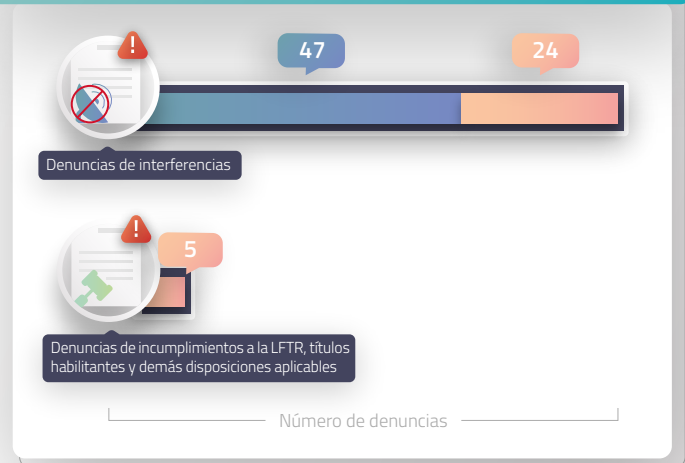 47
24
Denuncias de interferencias
5
Denuncias de incumplimientos a la LFTR, títulos
habilitantes y demás disposiciones aplicables
Número de denuncias